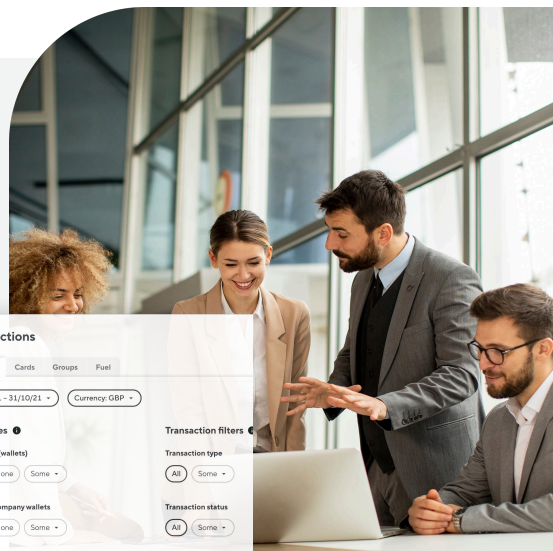 ctions
Cards Groups Fuel
- 31/10/21 Currency: GBP
es Transaction filters
wallets) Transaction type
one Some All Some
mpany wallets Transaction status
one Some All Some